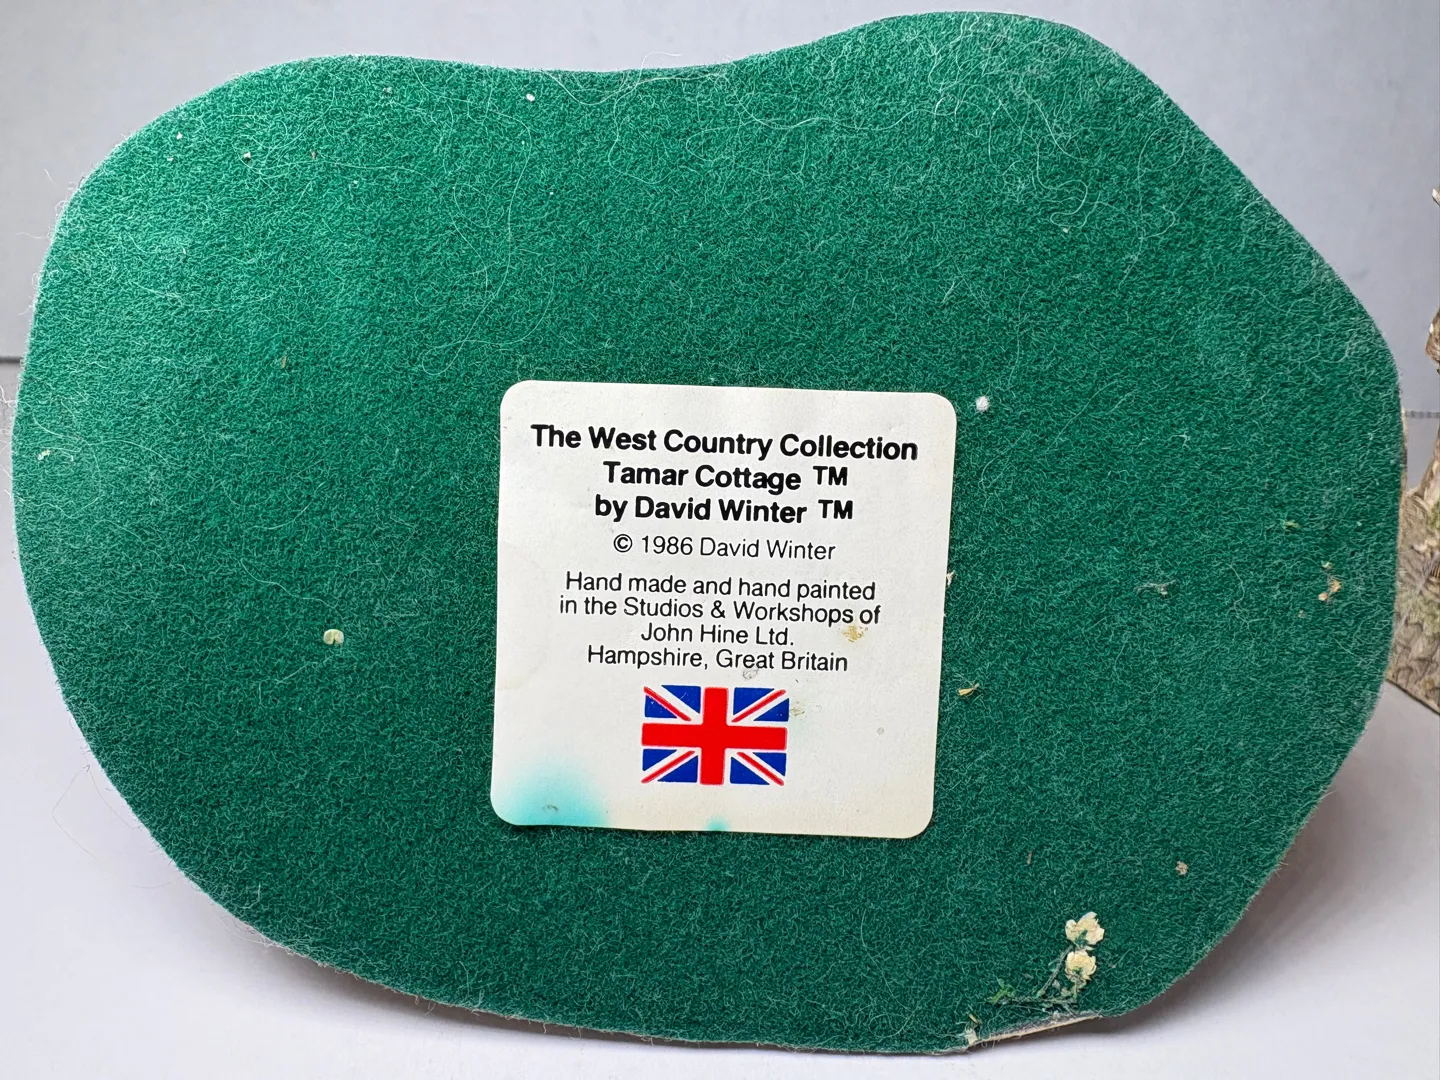 The West Country Collection
Tamar Cottage ™
by David Winter ™
© 1986 David Winter
Hand made and hand painted
in the Studios & Workshops of
John Hine Ltd.
Hampshire, Great Britain